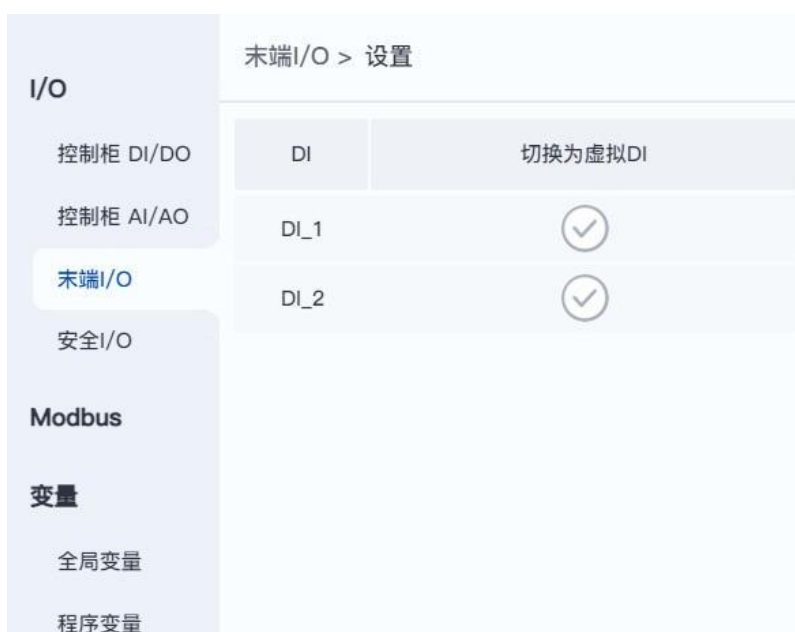 末端I/O > 设置
I/O
控制柜 DI/DO
控制柜 AI/AO
末端I/O
安全I/O
Modbus
变量
全局变量
程序变量
DI 切换为虚拟DI
DI_1
DI_2